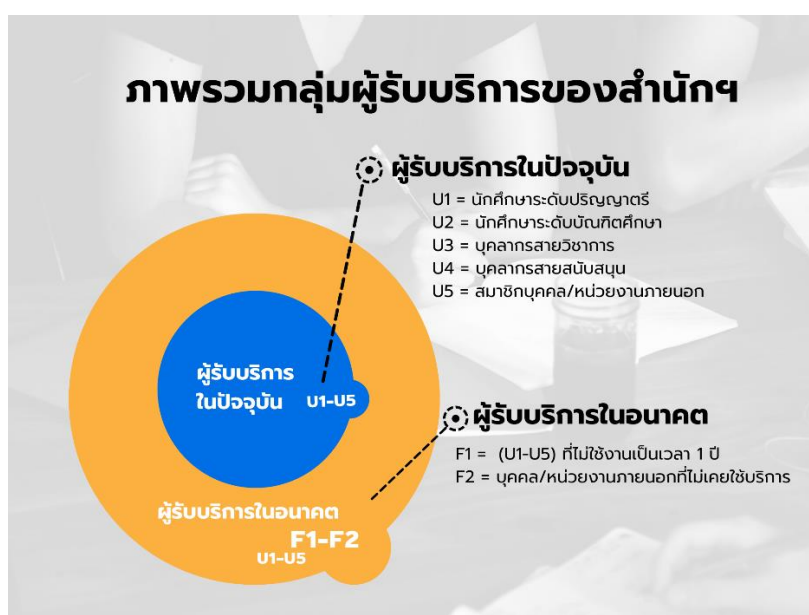 ภาพรวมกลุ่มผู้รับบริการของสำนักฯ
ผู้รับบริการในปัจจุบัน
U1 = นักศึกษาระดับปริญญาตรี
U2 = นักศึกษาระดับบัณฑิตศึกษา
U3 = บุคลากรสายวิชาการ
U4 = บุคลากรสายสนับสนุน
U5 = สมาชิกบุคคล/หน่วยงานภายนอก
ผู้รับบริการ
ในปัจจุบัน U1-U5
ผู้รับบริการในอนาคต
F1 = (U1-U5) ที่ไม่ใช้งานเป็นเวลา 1 ปี
F2 = บุคคล/หน่วยงานภายนอกที่ไม่เคยใช้บริการ
ผู้รับบริการในอนาคต
F1-F2
U1-U5